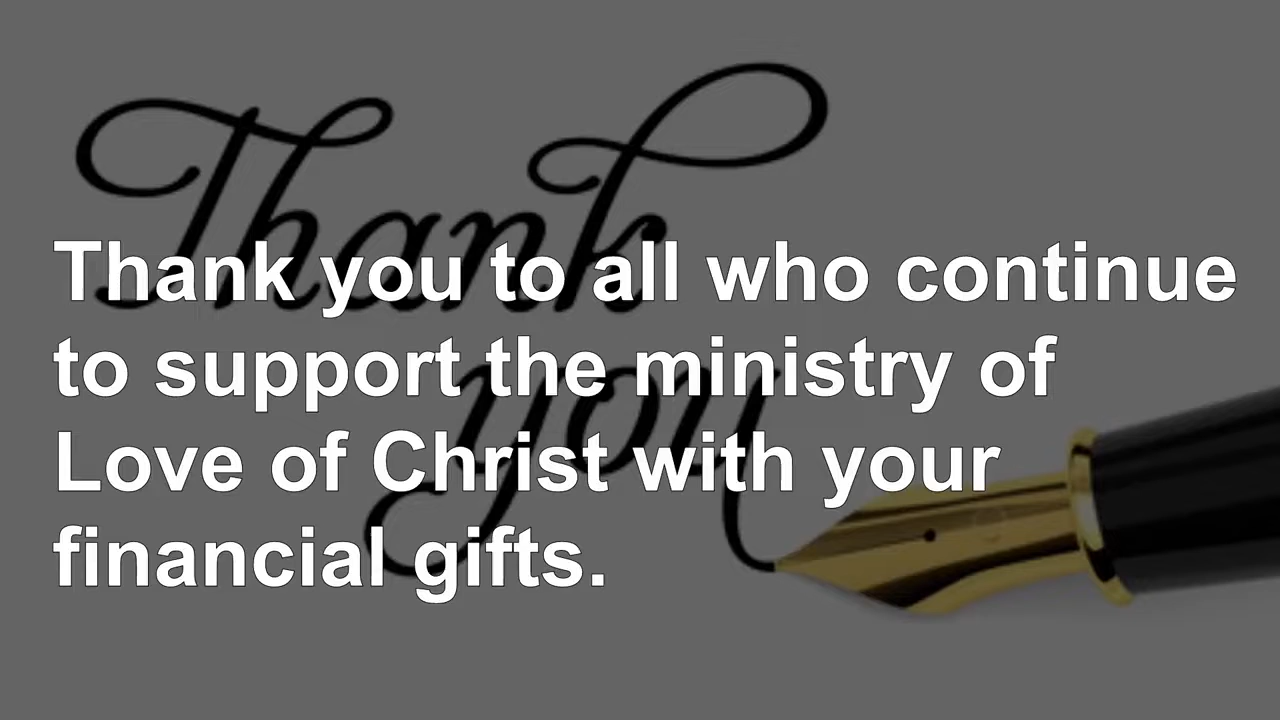 Thank
you
Thank you to all who continue
to support the ministry of
Love of Christ with your
financial gifts.